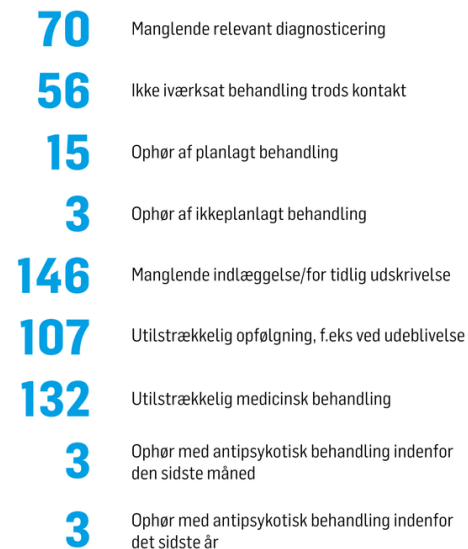 70 Manglende relevant diagnosticering
56 Ikke iværksat behandling trods kontakt
15 Ophør af planlagt behandling
3 Ophør af ikkeplanlagt behandling
146 Manglende indlæggelse/for tidlig udskrivelse
107 Utilstrækkelig opfølgning, f.eks ved udeblivelse
132 Utilstrækkelig medicinsk behandling
3 Ophør med antipsykotisk behandling indenfor
den sidste måned
3 Ophør med antipsykotisk behandling indenfor
det sidste år